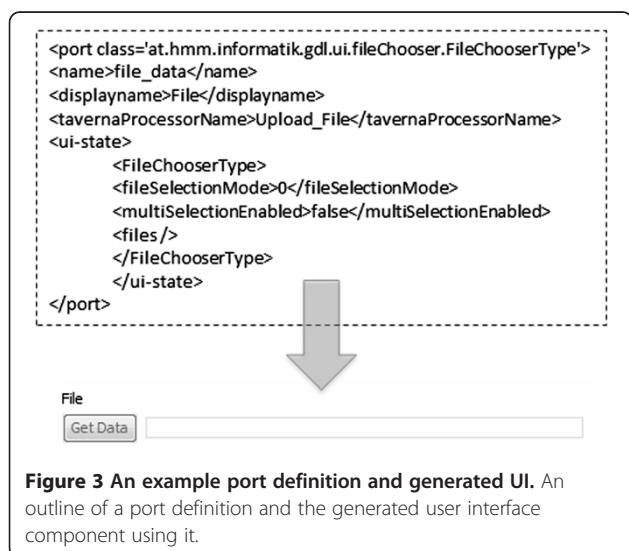 <port class='at.hmm.informatik.gdl.ui.fileChooser.FileChooserType'>
<name>file_data</name>
<displayname>File</displayname>
<tavernaProcessorName>Upload_File</tavernaProcessorName>
<ui-state>
<FileChooserType>
<fileSelectionMode>0</fileSelectionMode>
<multiSelectionEnabled>false</multiSelectionEnabled>
<files/>
</FileChooserType>
</ui-state>
</port>
File
Get Data
Figure 3 An example port definition and generated UI. An
outline of a port definition and the generated user interface
component using it.